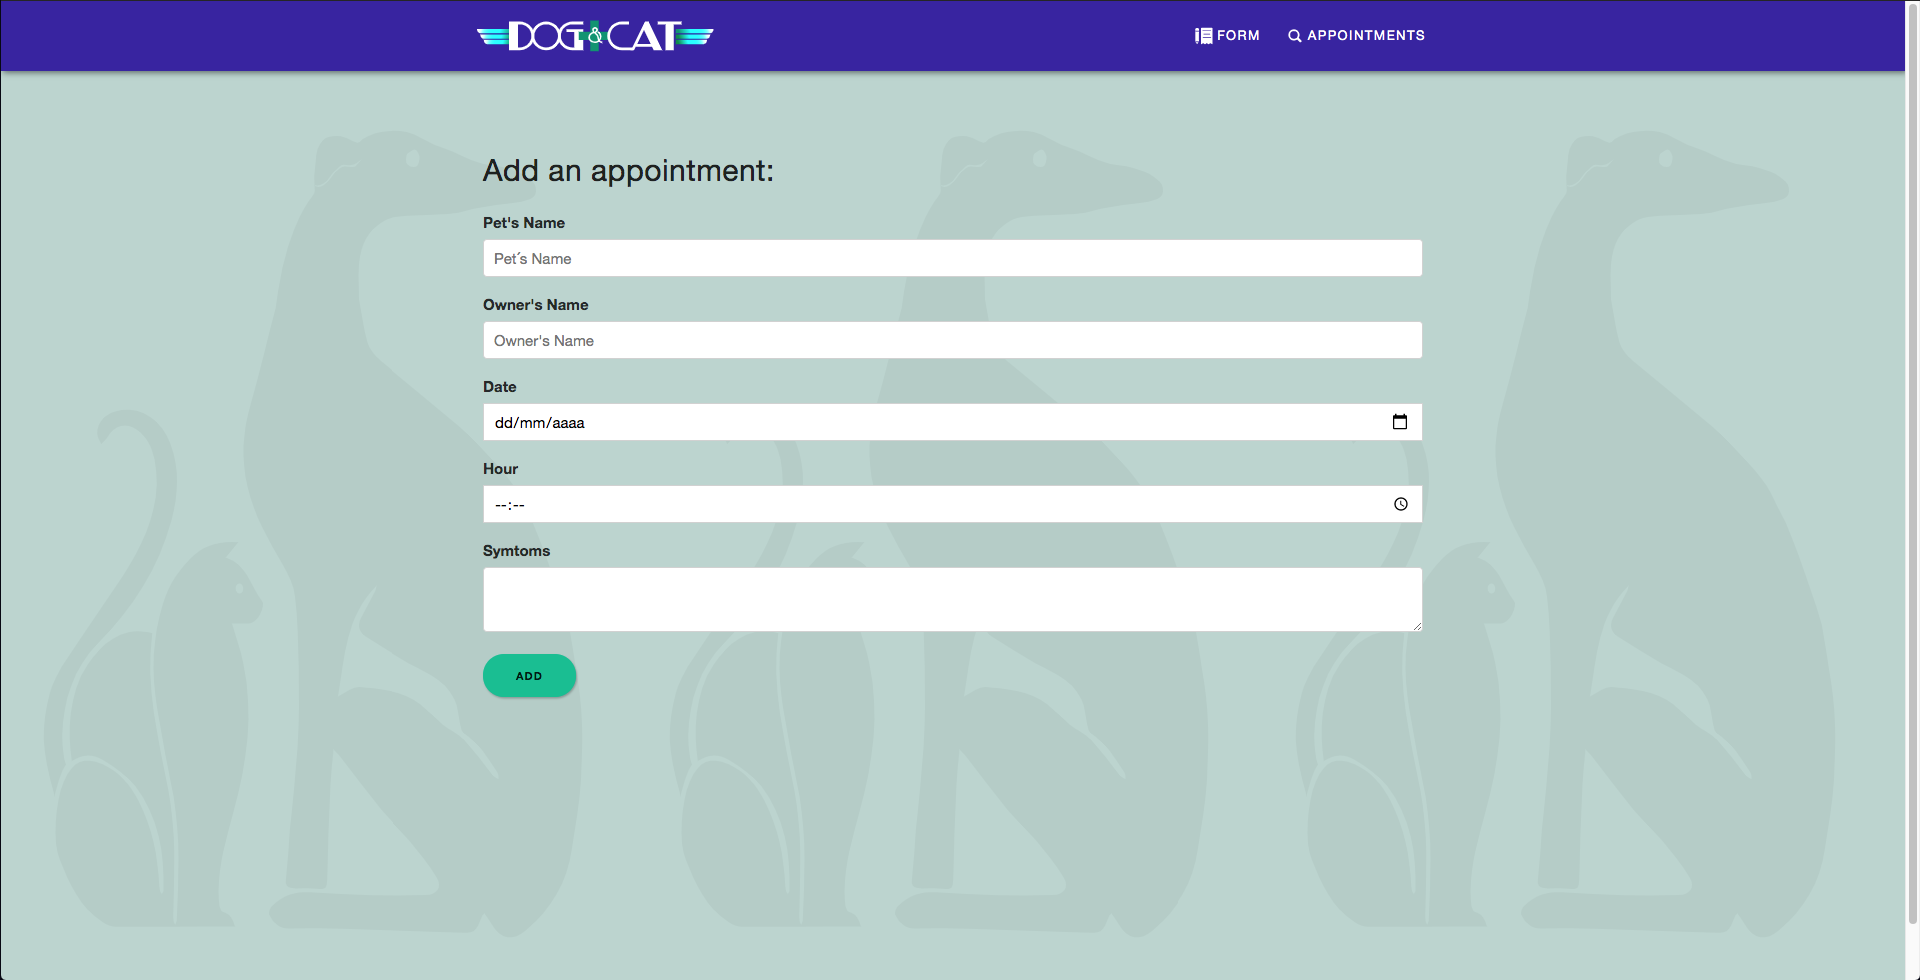 DOG & CAT
FORM
APPOINTMENTS
Add an appointment:
Pet's Name
Pet´s Name
Owner's Name
Owner's Name
Date
dd/mm/aaaa
Hour
--:--
Symtoms
ADD